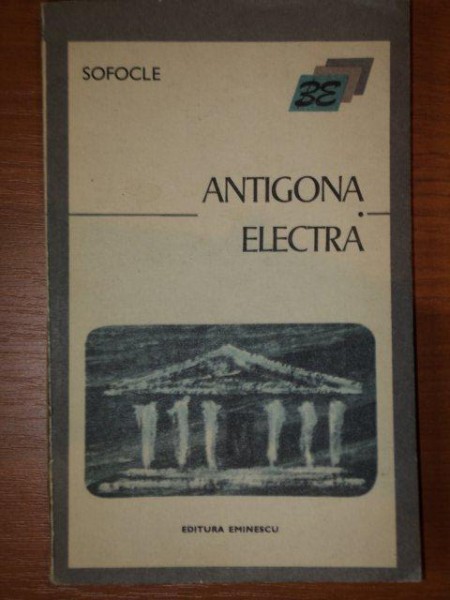 SOFOCLE
BE
ANTIGONA
ELECTRA
EDITURA EMINESCU